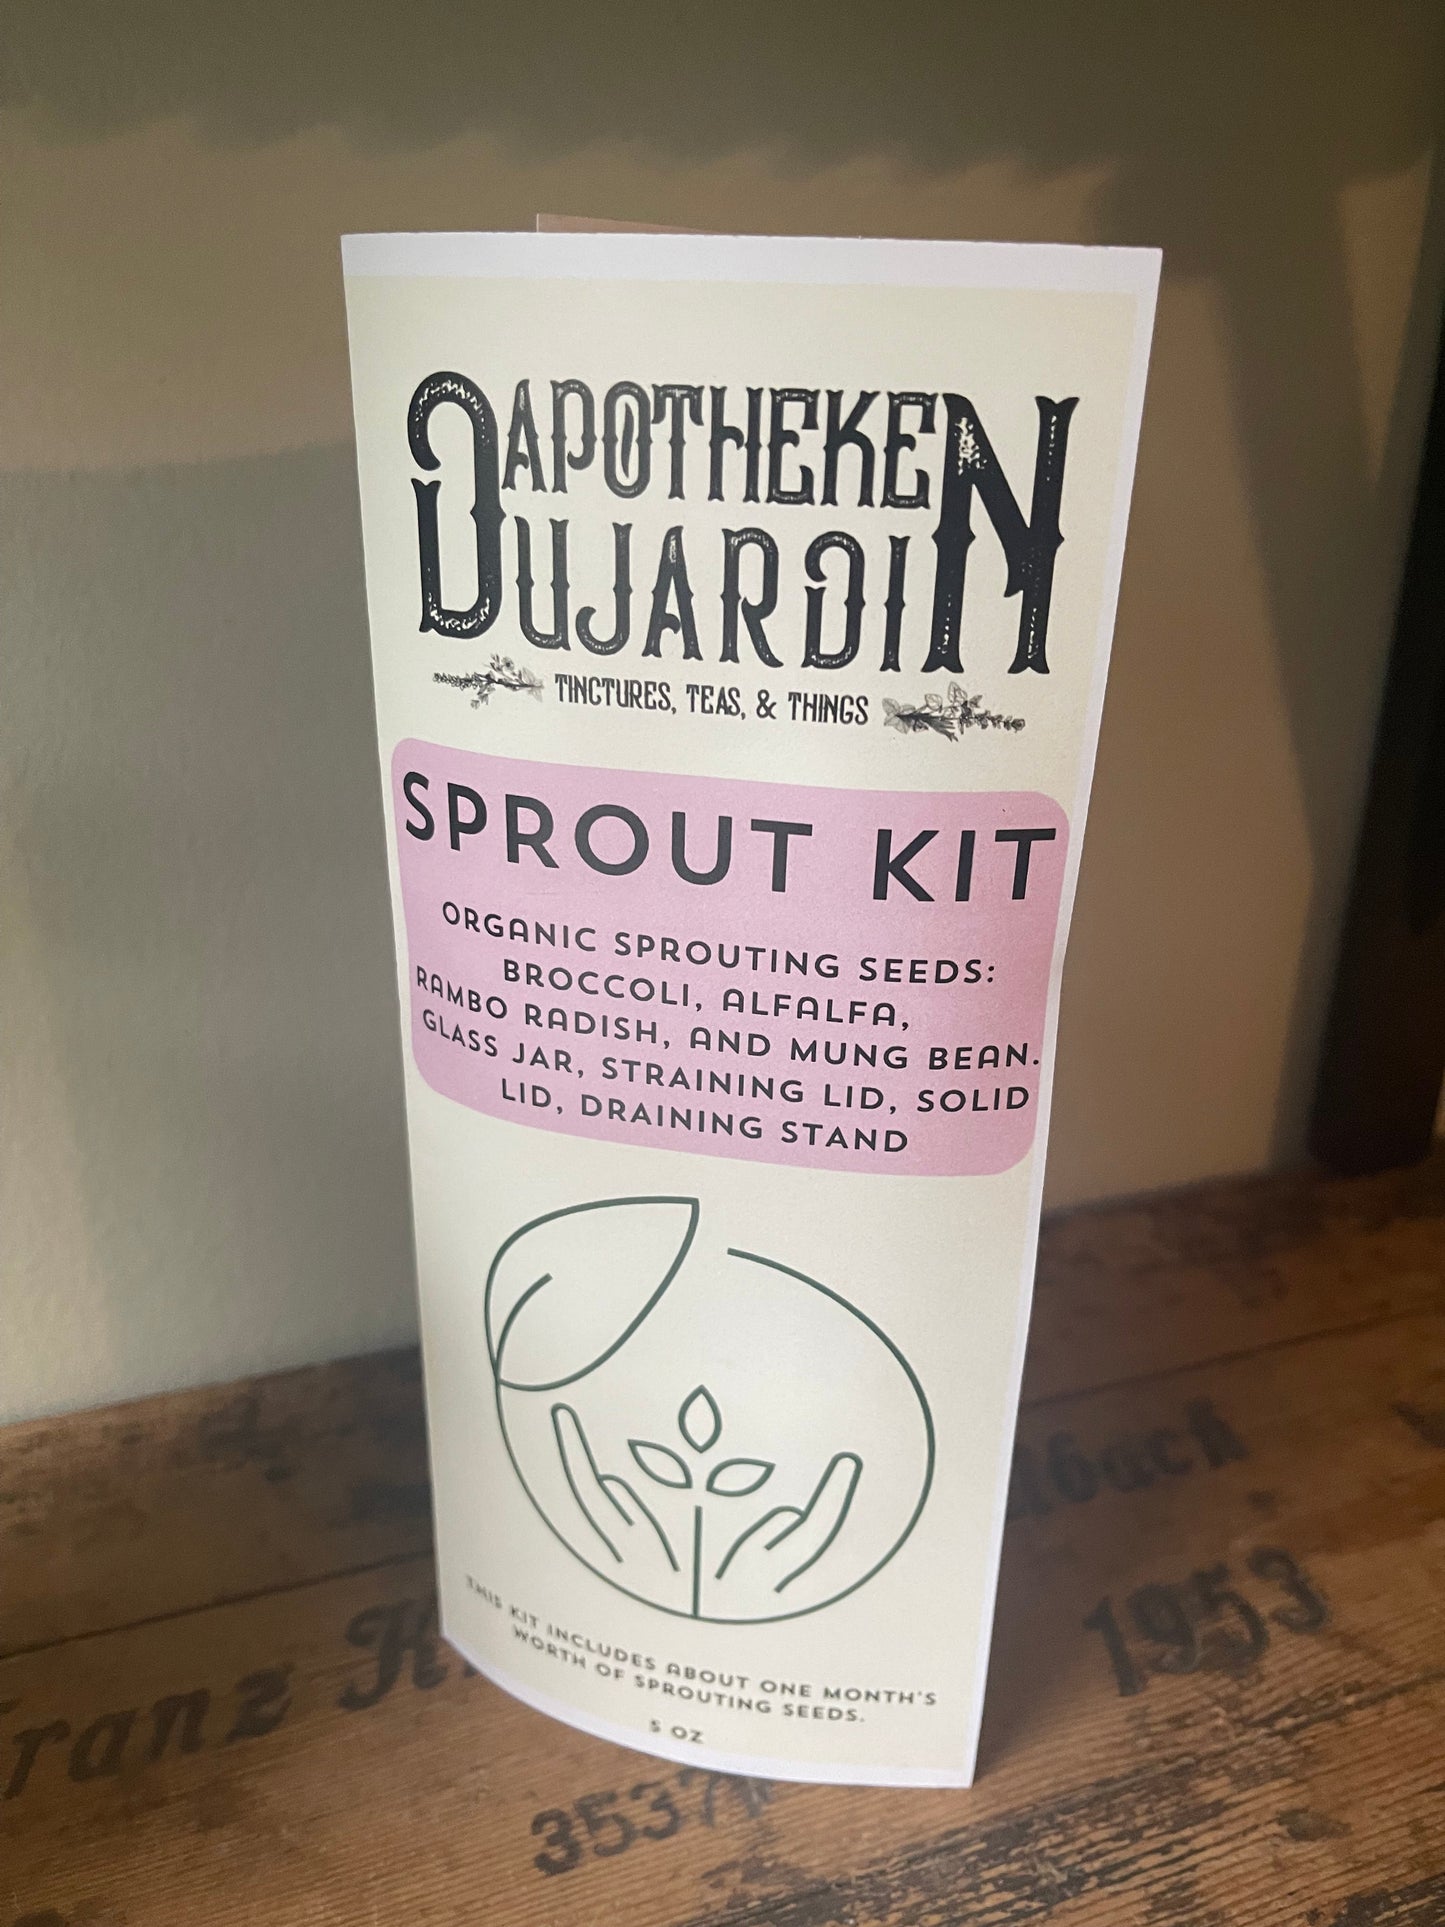 APOTHEKEN
DUJARDIN
TINCTURES, TEAS, & THINGS
SPROUT KIT
ORGANIC SPROUTING SEEDS:
BROCCOLI, ALFALFA,
RAMBO RADISH, AND MUNG BEAN.
GLASS JAR, STRAINING LID, SOLID
LID, DRAINING STAND
THIS KIT INCLUDES ABOUT ONE MONTH'S
WORTH OF SPROUTING SEEDS.
5 OZ
1953